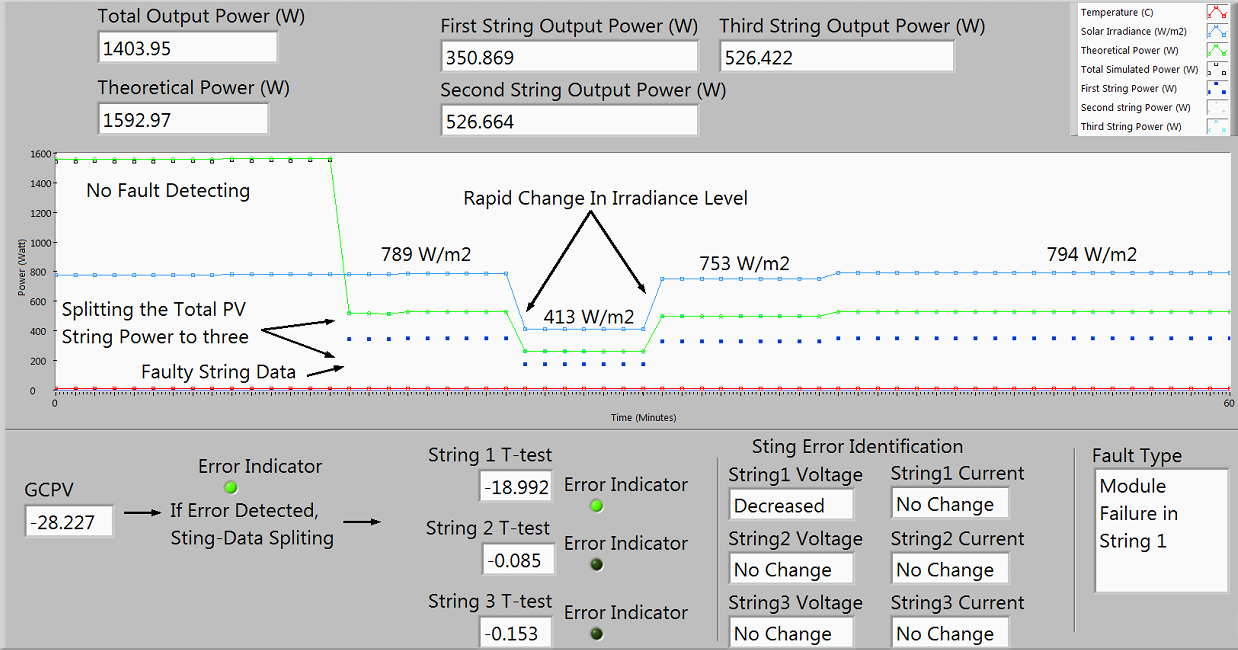 Total Output Power (W)
1403.95
Theoretical Power (W)
1592.97
First String Output Power (W)
350.869
Second String Output Power (W)
526.664
Third String Output Power (W)
526.422
Temperature (C)
Solar Irradiance (W/m2)
Theoretical Power (W)
Total Simulated Power (W)
First String Power (W)
Second string Power (W)
Third String Power (W)
Power (Watt)
1600
1400
1200
1000
800
600
400
200
0
No Fault Detecting
Rapid Change In Irradiance Level
789 W/m2
413 W/m2
753 W/m2
794 W/m2
Splitting the Total PV
String Power to three
Faulty String Data
0
60
Time (Minutes)
GCPV
-28.227
Error Indicator
If Error Detected,
Sting-Data Spliting
String 1 T-test
-18.992
Error Indicator
String 2 T-test
-0.085
Error Indicator
String 3 T-test
-0.153
Error Indicator
Sting Error Identification
String1 Voltage
Decreased
String1 Current
No Change
String2 Voltage
No Change
String2 Current
No Change
String3 Voltage
No Change
String3 Current
No Change
Fault Type
Module
Failure in
String 1